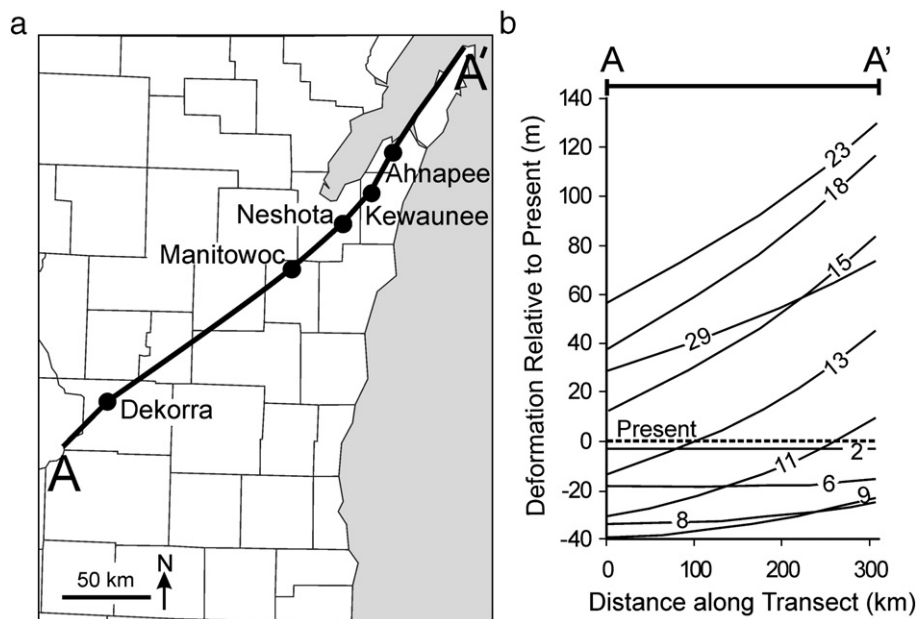 a
A'
Ahnapee
Neshota
Kewaunee
Manitowoc
Dekorra
A
50 km
N
b
A A'
Deformation Relative to Present (m)
140
120
100
80
60
40
20
0
-20
-40
23
18
15
29
13
Present
11
2
6
9
8
0 100 200 300
Distance along Transect (km)